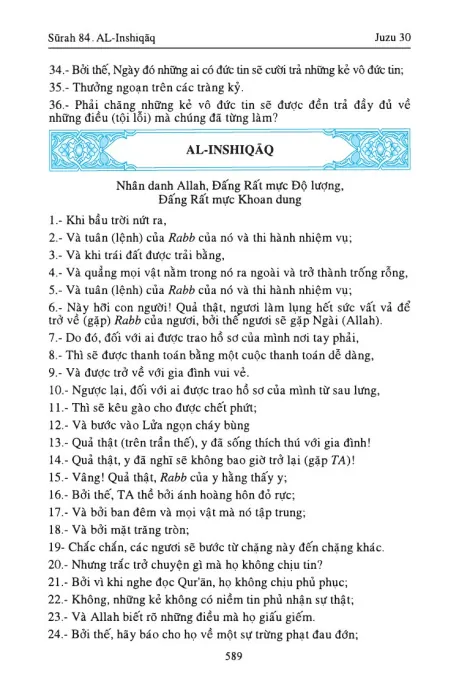 Sūrah 84. AL-Inshiqāq
Juzu 30
34.- Bởi thế, Ngày đó những ai có đức tin sẽ cười trả những kẻ vô đức tin;
35.- Thưởng ngoạn trên các tràng kỷ.
36.- Phải chăng những kẻ vô đức tin sẽ được đền trả đầy đủ về
những điều (tội lỗi) mà chúng đã từng làm?
AL-INSHIQĀQ
Nhân danh Allah, Đấng Rất mực Độ lượng,
Đấng Rất mực Khoan dung
1.- Khi bầu trời nứt ra,
2.- Và tuân (lệnh) của Rabb của nó và thi hành nhiệm vụ;
3.- Và khi trái đất được trải bằng,
4.- Và quẳng mọi vật nằm trong nó ra ngoài và trở thành trống rỗng,
5.- Và tuân (lệnh) của Rabb của nó và thi hành nhiệm vụ;
6.- Này hỡi con người! Quả thật, ngươi làm lụng hết sức vất vả để
trở về (gặp) Rabb của ngươi, bởi thế ngươi sẽ gặp Ngài (Allah).
7.- Do đó, đối với ai được trao hồ sơ của mình nơi tay phải,
8.- Thì sẽ được thanh toán bằng một cuộc thanh toán dễ dàng,
9.- Và được trở về với gia đình vui vẻ.
10.- Ngược lại, đối với ai được trao hồ sơ của mình từ sau lưng,
11.- Thì sẽ kêu gào cho được chết phứt;
12.- Và bước vào Lửa ngọn cháy bùng
13.- Quả thật (trên trần thế), y đã sống thích thú với gia đình!
14.- Quả thật, y đã nghĩ sẽ không bao giờ trở lại (gặp TA)!
15.- Vâng! Quả thật, Rabb của y hằng thấy y;
16.- Bởi thế, TA thề bởi ánh hoàng hôn đỏ rực;
17.- Và bởi ban đêm và mọi vật mà nó tập trung;
18.- Và bởi mặt trăng tròn;
19- Chắc chắn, các ngươi sẽ bước từ chặng này đến chặng khác.
20.- Nhưng trắc trở chuyện gì mà họ không chịu tin?
21.- Bởi vì khi nghe đọc Qur'ān, họ không chịu phủ phục;
22.- Không, những kẻ không có niềm tin phủ nhận sự thật;
23.- Và Allah biết rõ những điều mà họ giấu giếm.
24.- Bởi thế, hãy báo cho họ về một sự trừng phạt đau đớn;
589